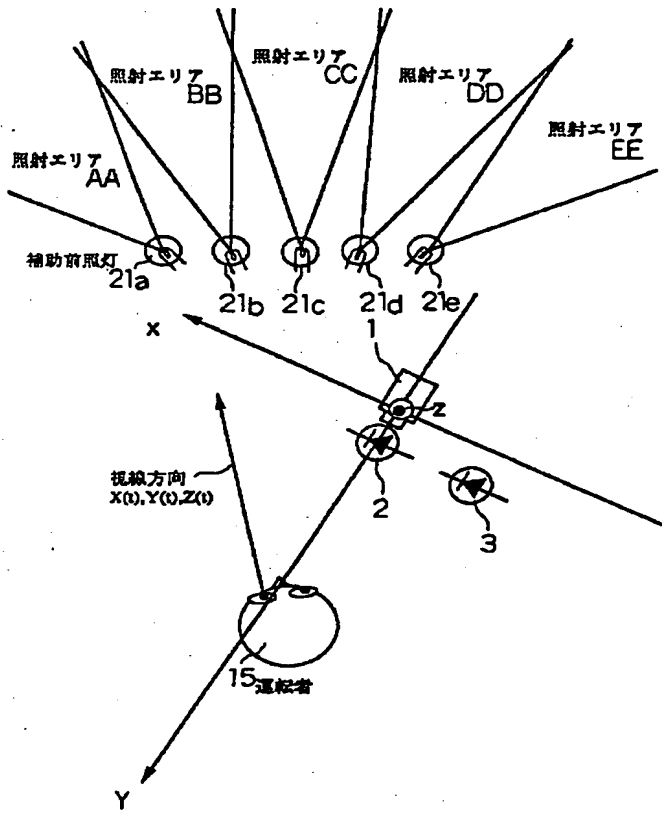 照射エリア
CC
照射エリア
BB
照射エリア
DD
照射エリア
EE
照射エリア
AA
補助前照灯
21a
21b
21c
21d
21e
1
x
z
2
3
視線方向
X(t),Y(t),Z(t)
15運転者
Y